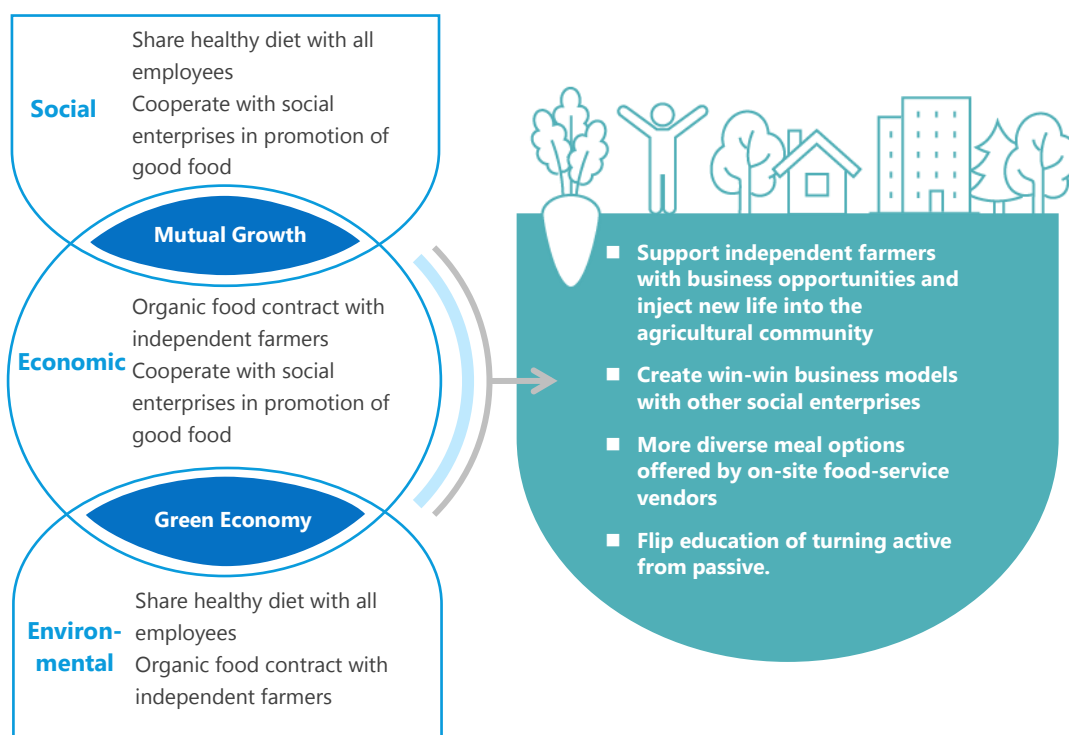 Social
Share healthy diet with all
employees
Cooperate with social
enterprises in promotion of
good food
Mutual Growth
Economic
Organic food contract with
independent farmers
Cooperate with social
enterprises in promotion of
good food
Green Economy
Environ-
mental
Share healthy diet with all
employees
Organic food contract with
independent farmers
Support independent farmers
with business opportunities and
inject new life into the
agricultural community
Create win-win business models
with other social enterprises
More diverse meal options
offered by on-site food-service
vendors
Flip education of turning active
from passive.